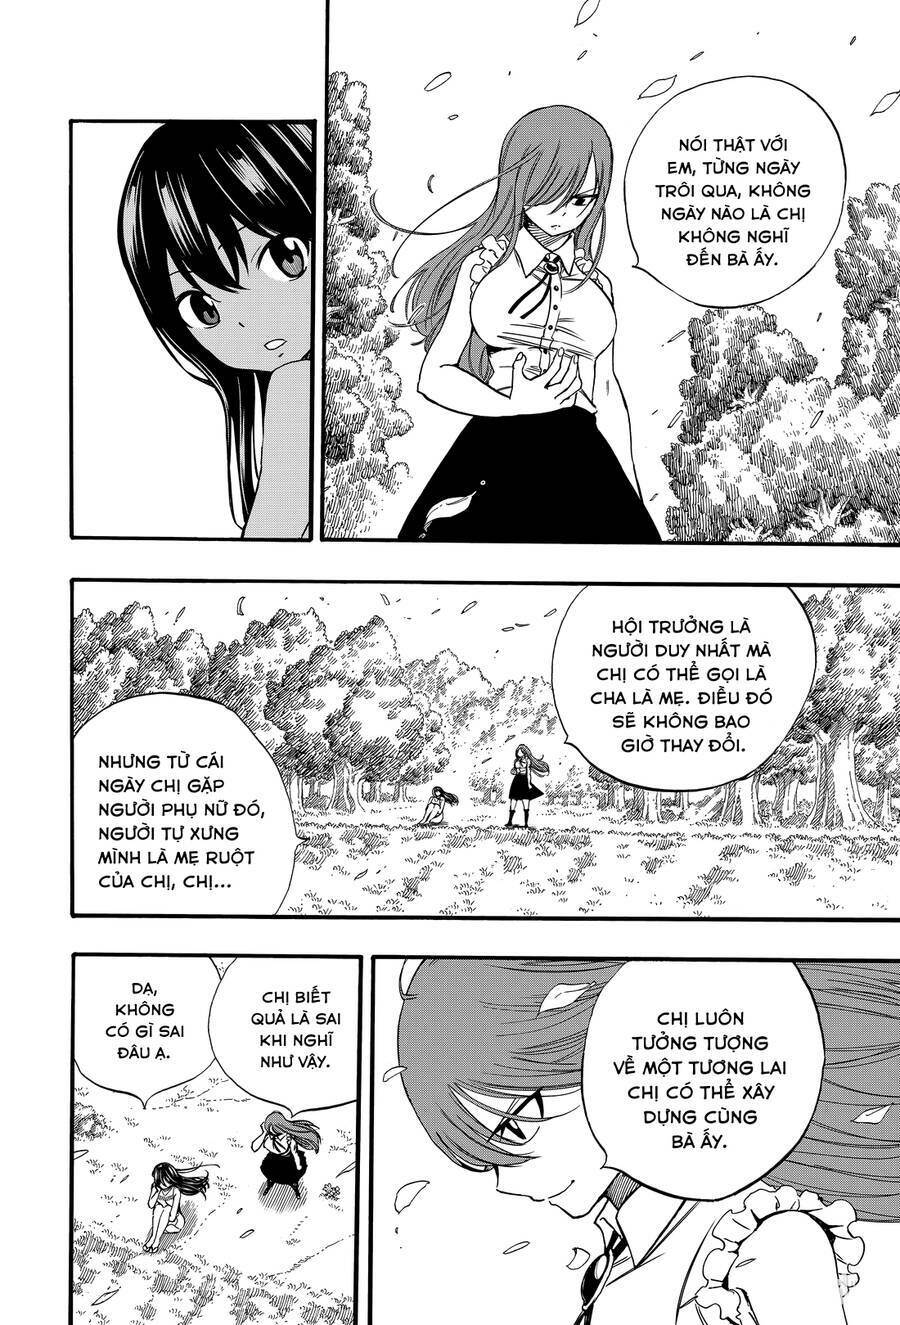 NÓI THẬT VỚI
EM, TỪNG NGÀY
TRÔI QUA, KHÔNG
NGÀY NÀO LÀ CHỊ
KHÔNG NGHĨ
ĐẾN BÀ ẤY.
HỘI TRƯỞNG LÀ
NGƯỜI DUY NHẤT MÀ
CHỊ CÓ THỂ GỌI LÀ
CHA LÀ MẸ. ĐIỀU ĐÓ
SẼ KHÔNG BAO
GIỜ THAY ĐỔI.
NHƯNG TỪ CÁI
NGÀY CHỊ GẶP
NGƯỜI PHỤ NỮ ĐÓ,
NGƯỜI TỰ XƯNG
MÌNH LÀ MẸ RUỘT
CỦA CHỊ, CHỊ...
CHỊ LUÔN
TƯỞNG TƯỢNG
VỀ MỘT TƯƠNG LAI
CHỊ CÓ THỂ XÂY
DỰNG CÙNG
BÀ ẤY.
CHỊ BIẾT
QUẢ LÀ SAI
KHI NGHĨ
NHƯ VẬY.
DẠ,
KHÔNG
CÓ GÌ SAI
ĐÂU Ạ.